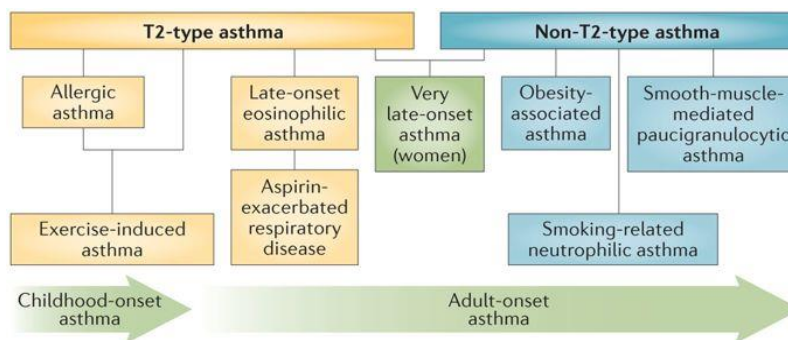 T2-type asthma
Non-T2-type asthma
Allergic
asthma
Late-onset
eosinophilic
asthma
Very
late-onset
asthma
(women)
Obesity-
associated
asthma
Smooth-muscle-
mediated
paucigranulocytic
asthma
Aspirin-
exacerbated
respiratory
disease
Exercise-induced
asthma
Smoking-related
neutrophilic asthma
Childhood-onset
asthma
Adult-onset
asthma